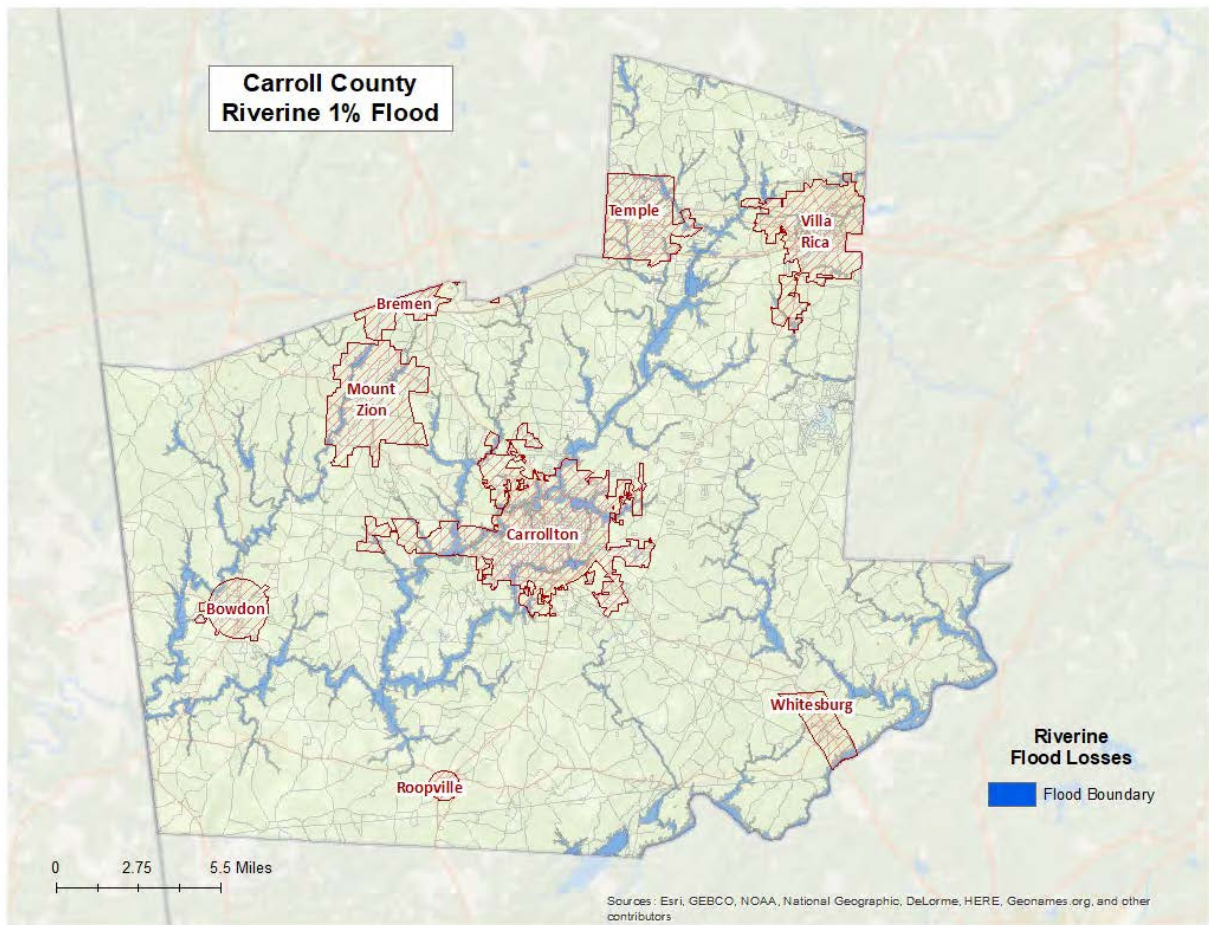 Carroll County
Riverine 1% Flood
Temple
Villa
Rica
Bremen
Mount
Zion
Carrollton
Bowdon
Whitesburg
Roopville
Riverine
Flood Losses
Flood Boundary
0 2.75 5.5 Miles
Sources: Esri, GEBCO, NOAA, National Geographic, DeLorme, HERE, Geonames.org, and other
contributors